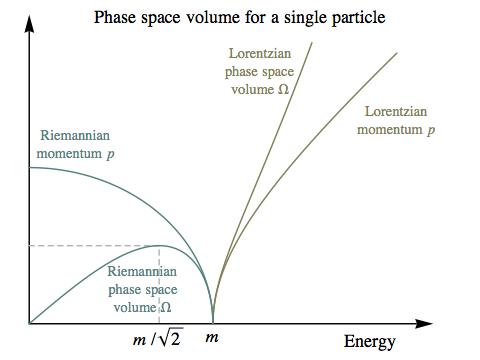 Phase space volume for a single particle
Lorentzian
phase space
volume Ω
Lorentzian
momentum p
Riemannian
momentum p
Riemannian
phase space
volume Ω
m /√2
m
Energy